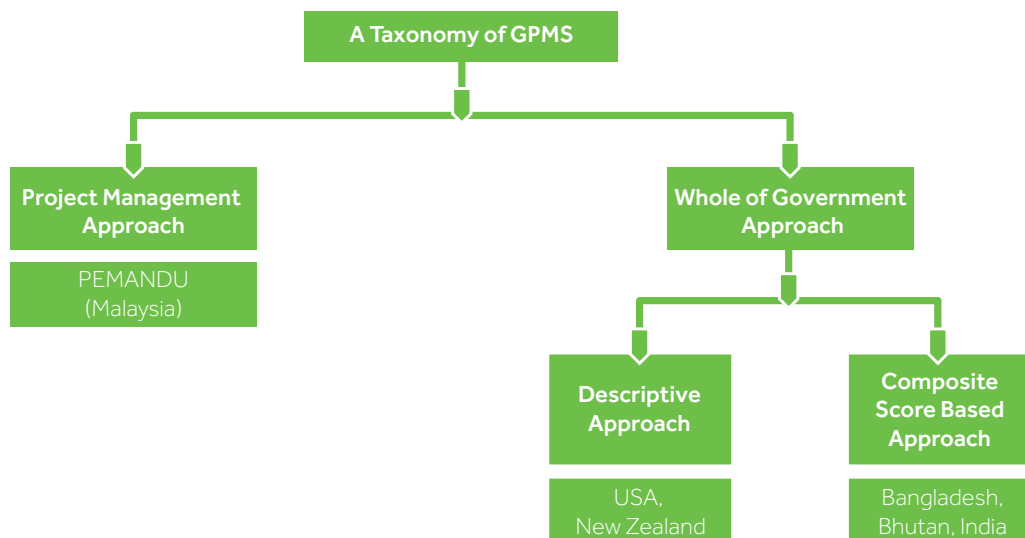 A Taxonomy of GPMS
Project Management
Approach
PEMANDU
(Malaysia)
Whole of Government
Approach
Descriptive
Approach
USA,
New Zealand
Composite
Score Based
Approach
Bangladesh,
Bhutan, India